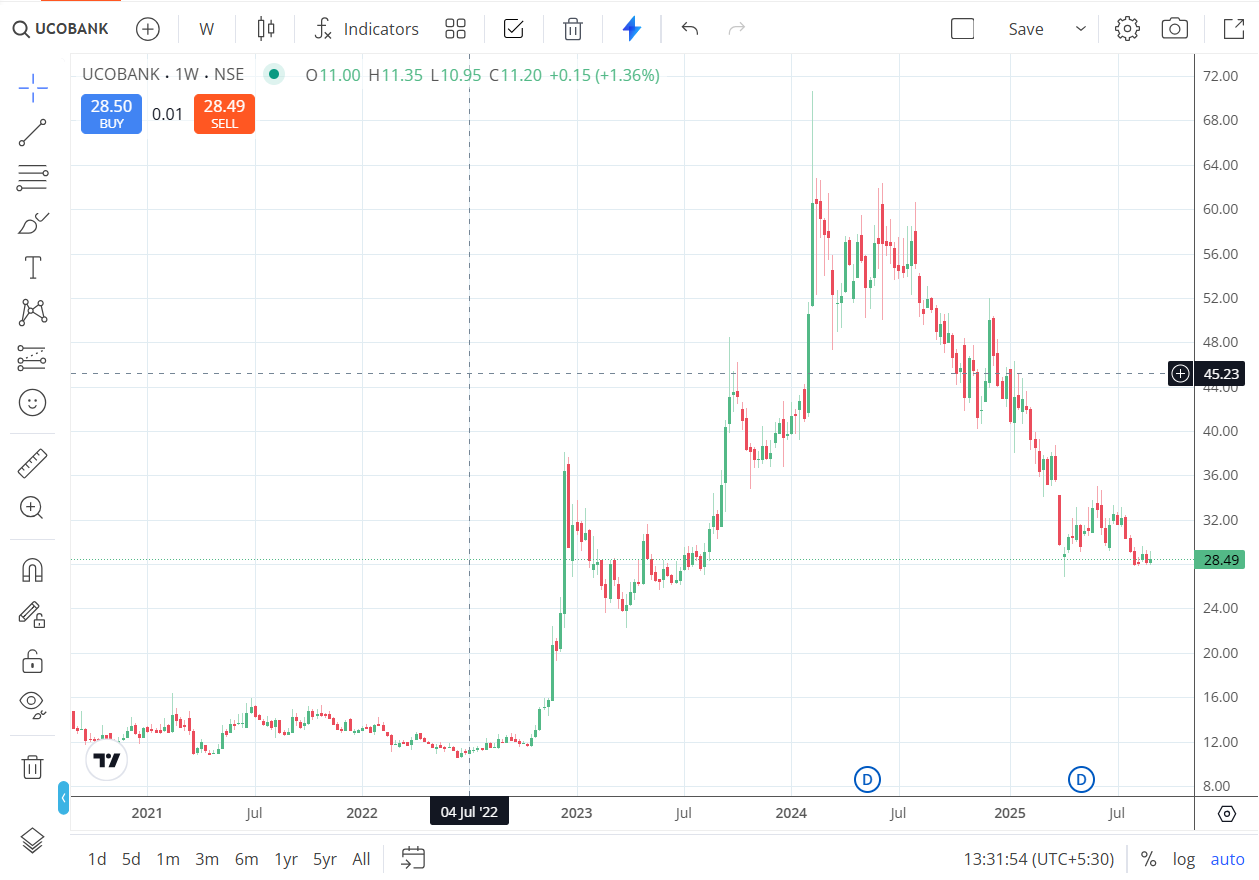 UCOBANK W Indicators Save
UCOBANK · 1W · NSE O11.00 H11.35 L10.95 C11.20 +0.15 (+1.36%)
28.50 0.01 28.49
BUY SELL
72.00
68.00
64.00
60.00
56.00
52.00
48.00
45.23
44.00
40.00
36.00
32.00
28.49
24.00
20.00
16.00
12.00
8.00
D D
2021 Jul 2022 04 Jul '22 2023 Jul 2024 Jul 2025 Jul
1d 5d 1m 3m 6m 1yr 5yr All 13:31:54 (UTC+5:30) % log auto